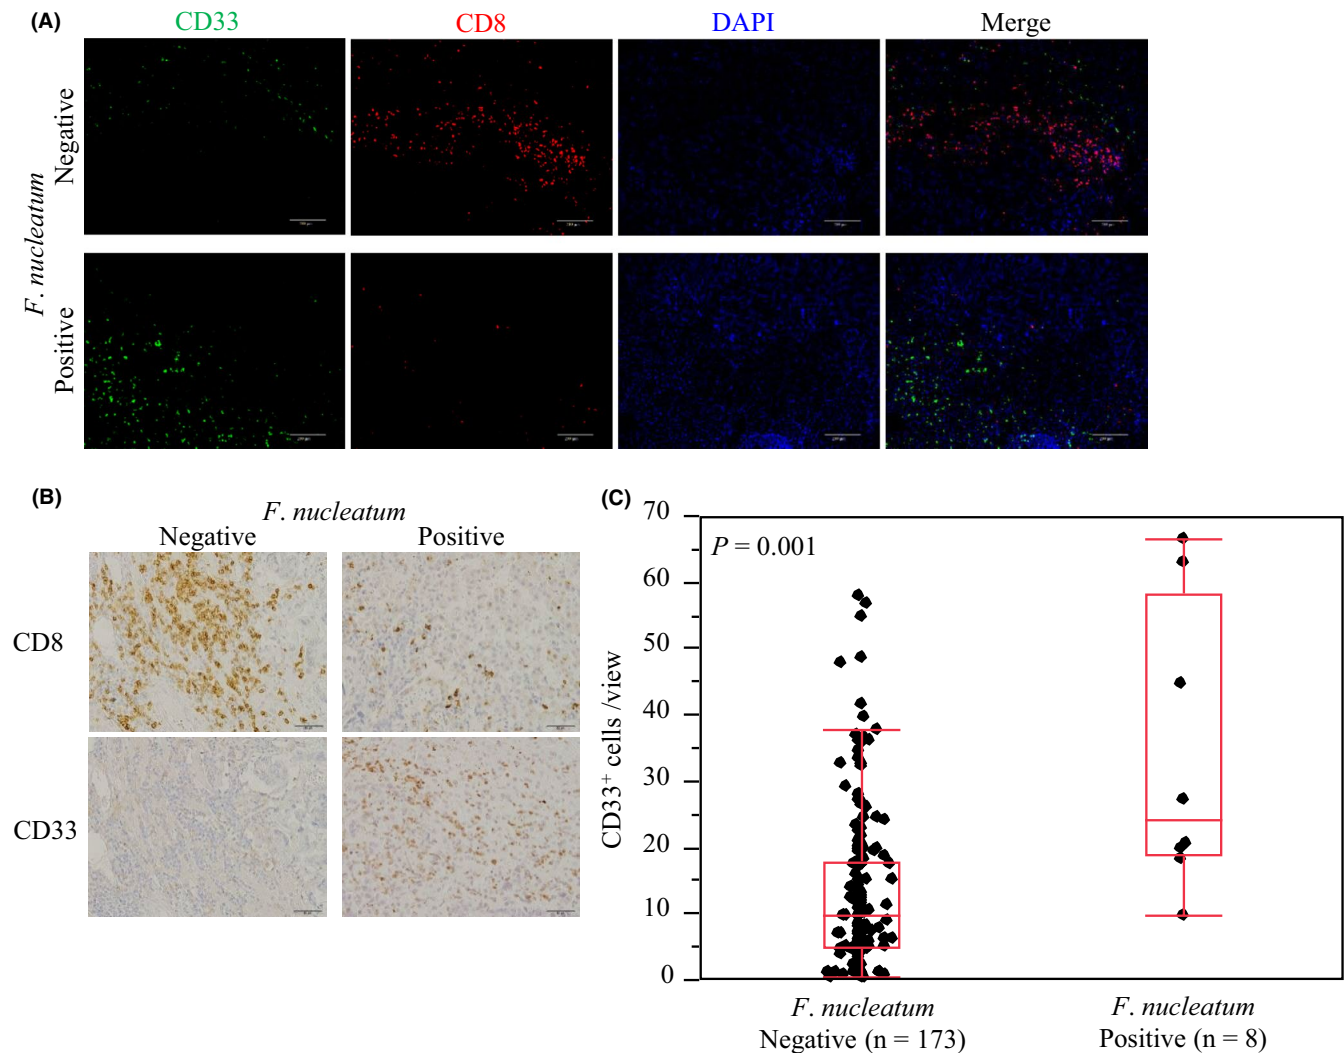 (A)
CD33
CD8
DAPI
Merge
F. nucleatum
Negative
Positive
(B)
F. nucleatum
Negative
Positive
CD8
CD33
(C)
P = 0.001
CD33+ cells /view
70
60
50
40
30
20
10
0
F. nucleatum
Negative (n = 173)
F. nucleatum
Positive (n = 8)